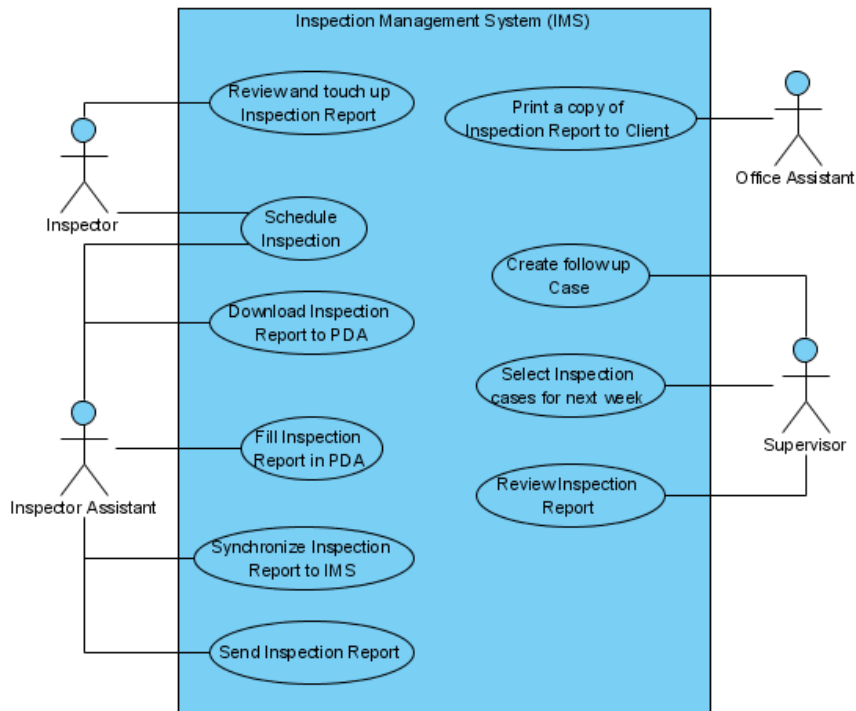 Inspection Management System (IMS)
Review and touch up
Inspection Report
Print a copy of
Inspection Report to Client
Office Assistant
Inspector
Schedule
Inspection
Create follow up
Case
Download Inspection
Report to PDA
Select Inspection
cases for next week
Supervisor
Fill Inspection
Report in PDA
Inspector Assistant
Review Inspection
Report
Synchronize Inspection
Report to IMS
Send Inspection Report